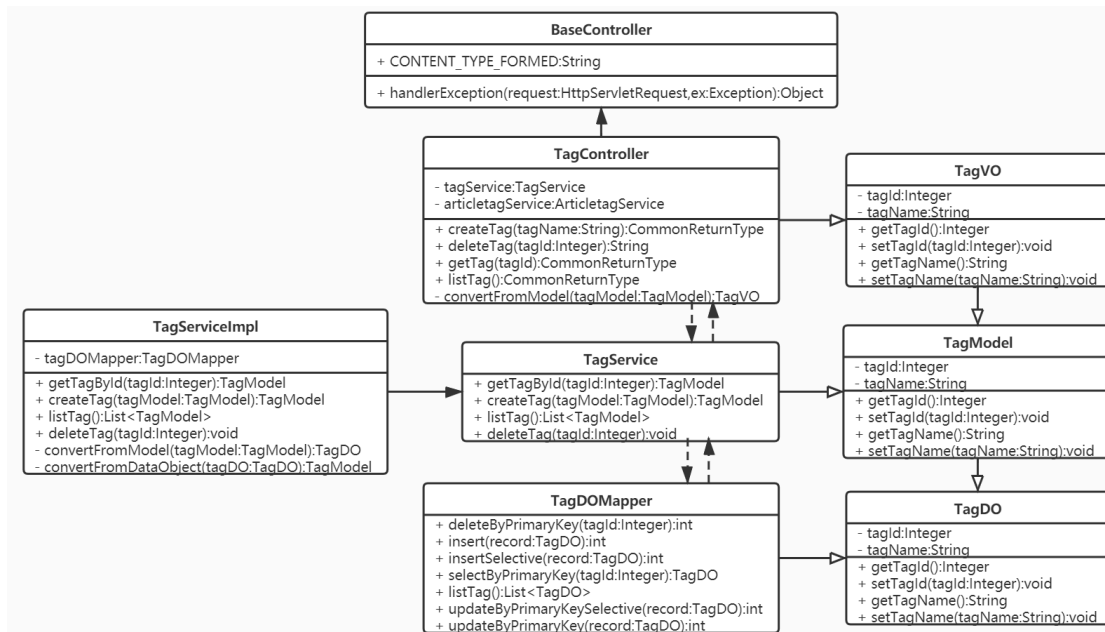 BaseController
+ CONTENT_TYPE_FORMED:String
+ handlerException(request:HttpServletRequest,ex:Exception):Object
TagController
- tagService:TagService
- articletagService:ArticletagService
+ createTag(tagName:String):CommonReturnType
+ deleteTag(tagId:Integer):String
+ getTag(tagId):CommonReturnType
+ listTag():CommonReturnType
- convertFromModel(tagModel:TagModel):TagVO
TagVO
- tagId:Integer
- tagName:String
+ getTagId():Integer
+ setTagId(tagId:Integer):void
+ getTagName():String
+ setTagName(tagName:String):void
TagServiceImpl
- tagDOMapper:TagDOMapper
+ getTagById(tagId:Integer):TagModel
+ createTag(tagModel:TagModel):TagModel
+ listTag():List<TagModel>
+ deleteTag(tagId:Integer):void
- convertFromModel(tagModel:TagModel):TagDO
- convertFromDataObject(tagDO:TagDO):TagModel
TagService
+ getTagById(tagId:Integer):TagModel
+ createTag(tagModel:TagModel):TagModel
+ listTag():List<TagModel>
+ deleteTag(tagId:Integer):void
TagModel
- tagId:Integer
- tagName:String
+ getTagId():Integer
+ setTagId(tagId:Integer):void
+ getTagName():String
+ setTagName(tagName:String):void
TagDOMapper
+ deleteByPrimaryKey(tagId:Integer):int
+ insert(record:TagDO):int
+ insertSelective(record:TagDO):int
+ selectByPrimaryKey(tagId:Integer):TagDO
+ listTag():List<TagDO>
+ updateByPrimaryKeySelective(record:TagDO):int
+ updateByPrimaryKey(record:TagDO):int
TagDO
- tagId:Integer
- tagName:String
+ getTagId():Integer
+ setTagId(tagId:Integer):void
+ getTagName():String
+ setTagName(tagName:String):void